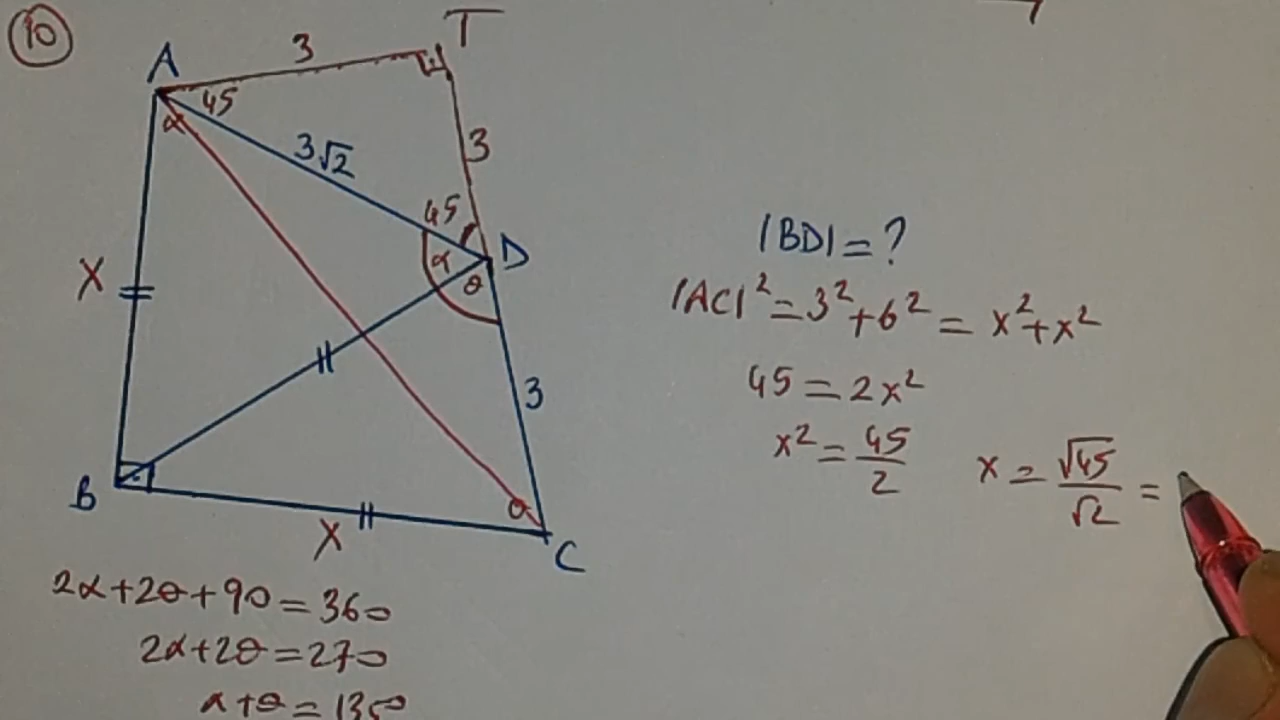 10
T
3
A
45
α
3√2
3
45
D
α
θ
|BD| = ?
X
|AC|² = 3² + 6² = x² + x²
45 = 2x²
3
x² = 45/2
x = √45/√2 =
B
θ
X
C
2α + 2θ + 90 = 360
2α + 2θ = 270
α + θ = 135